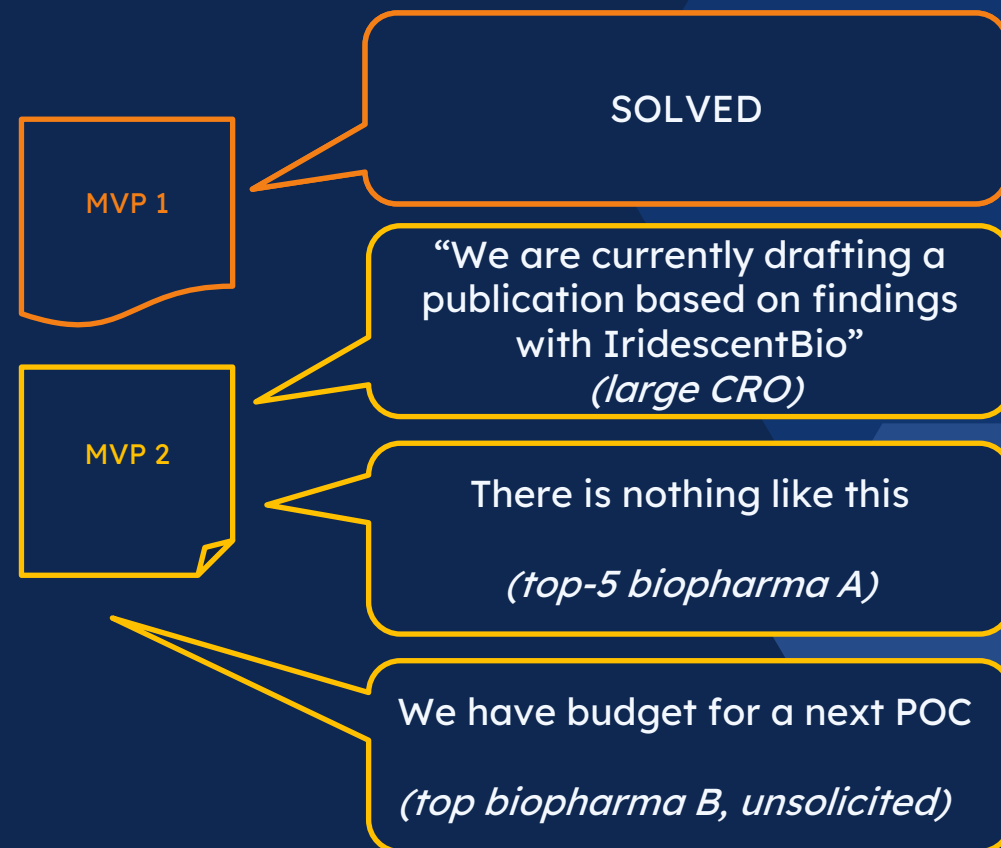 SOLVED
MVP 1
“We are currently drafting a
publication based on findings
with IridescentBio”
(large CRO)
MVP 2
There is nothing like this
(top-5 biopharma A)
We have budget for a next POC
(top biopharma B, unsolicited)